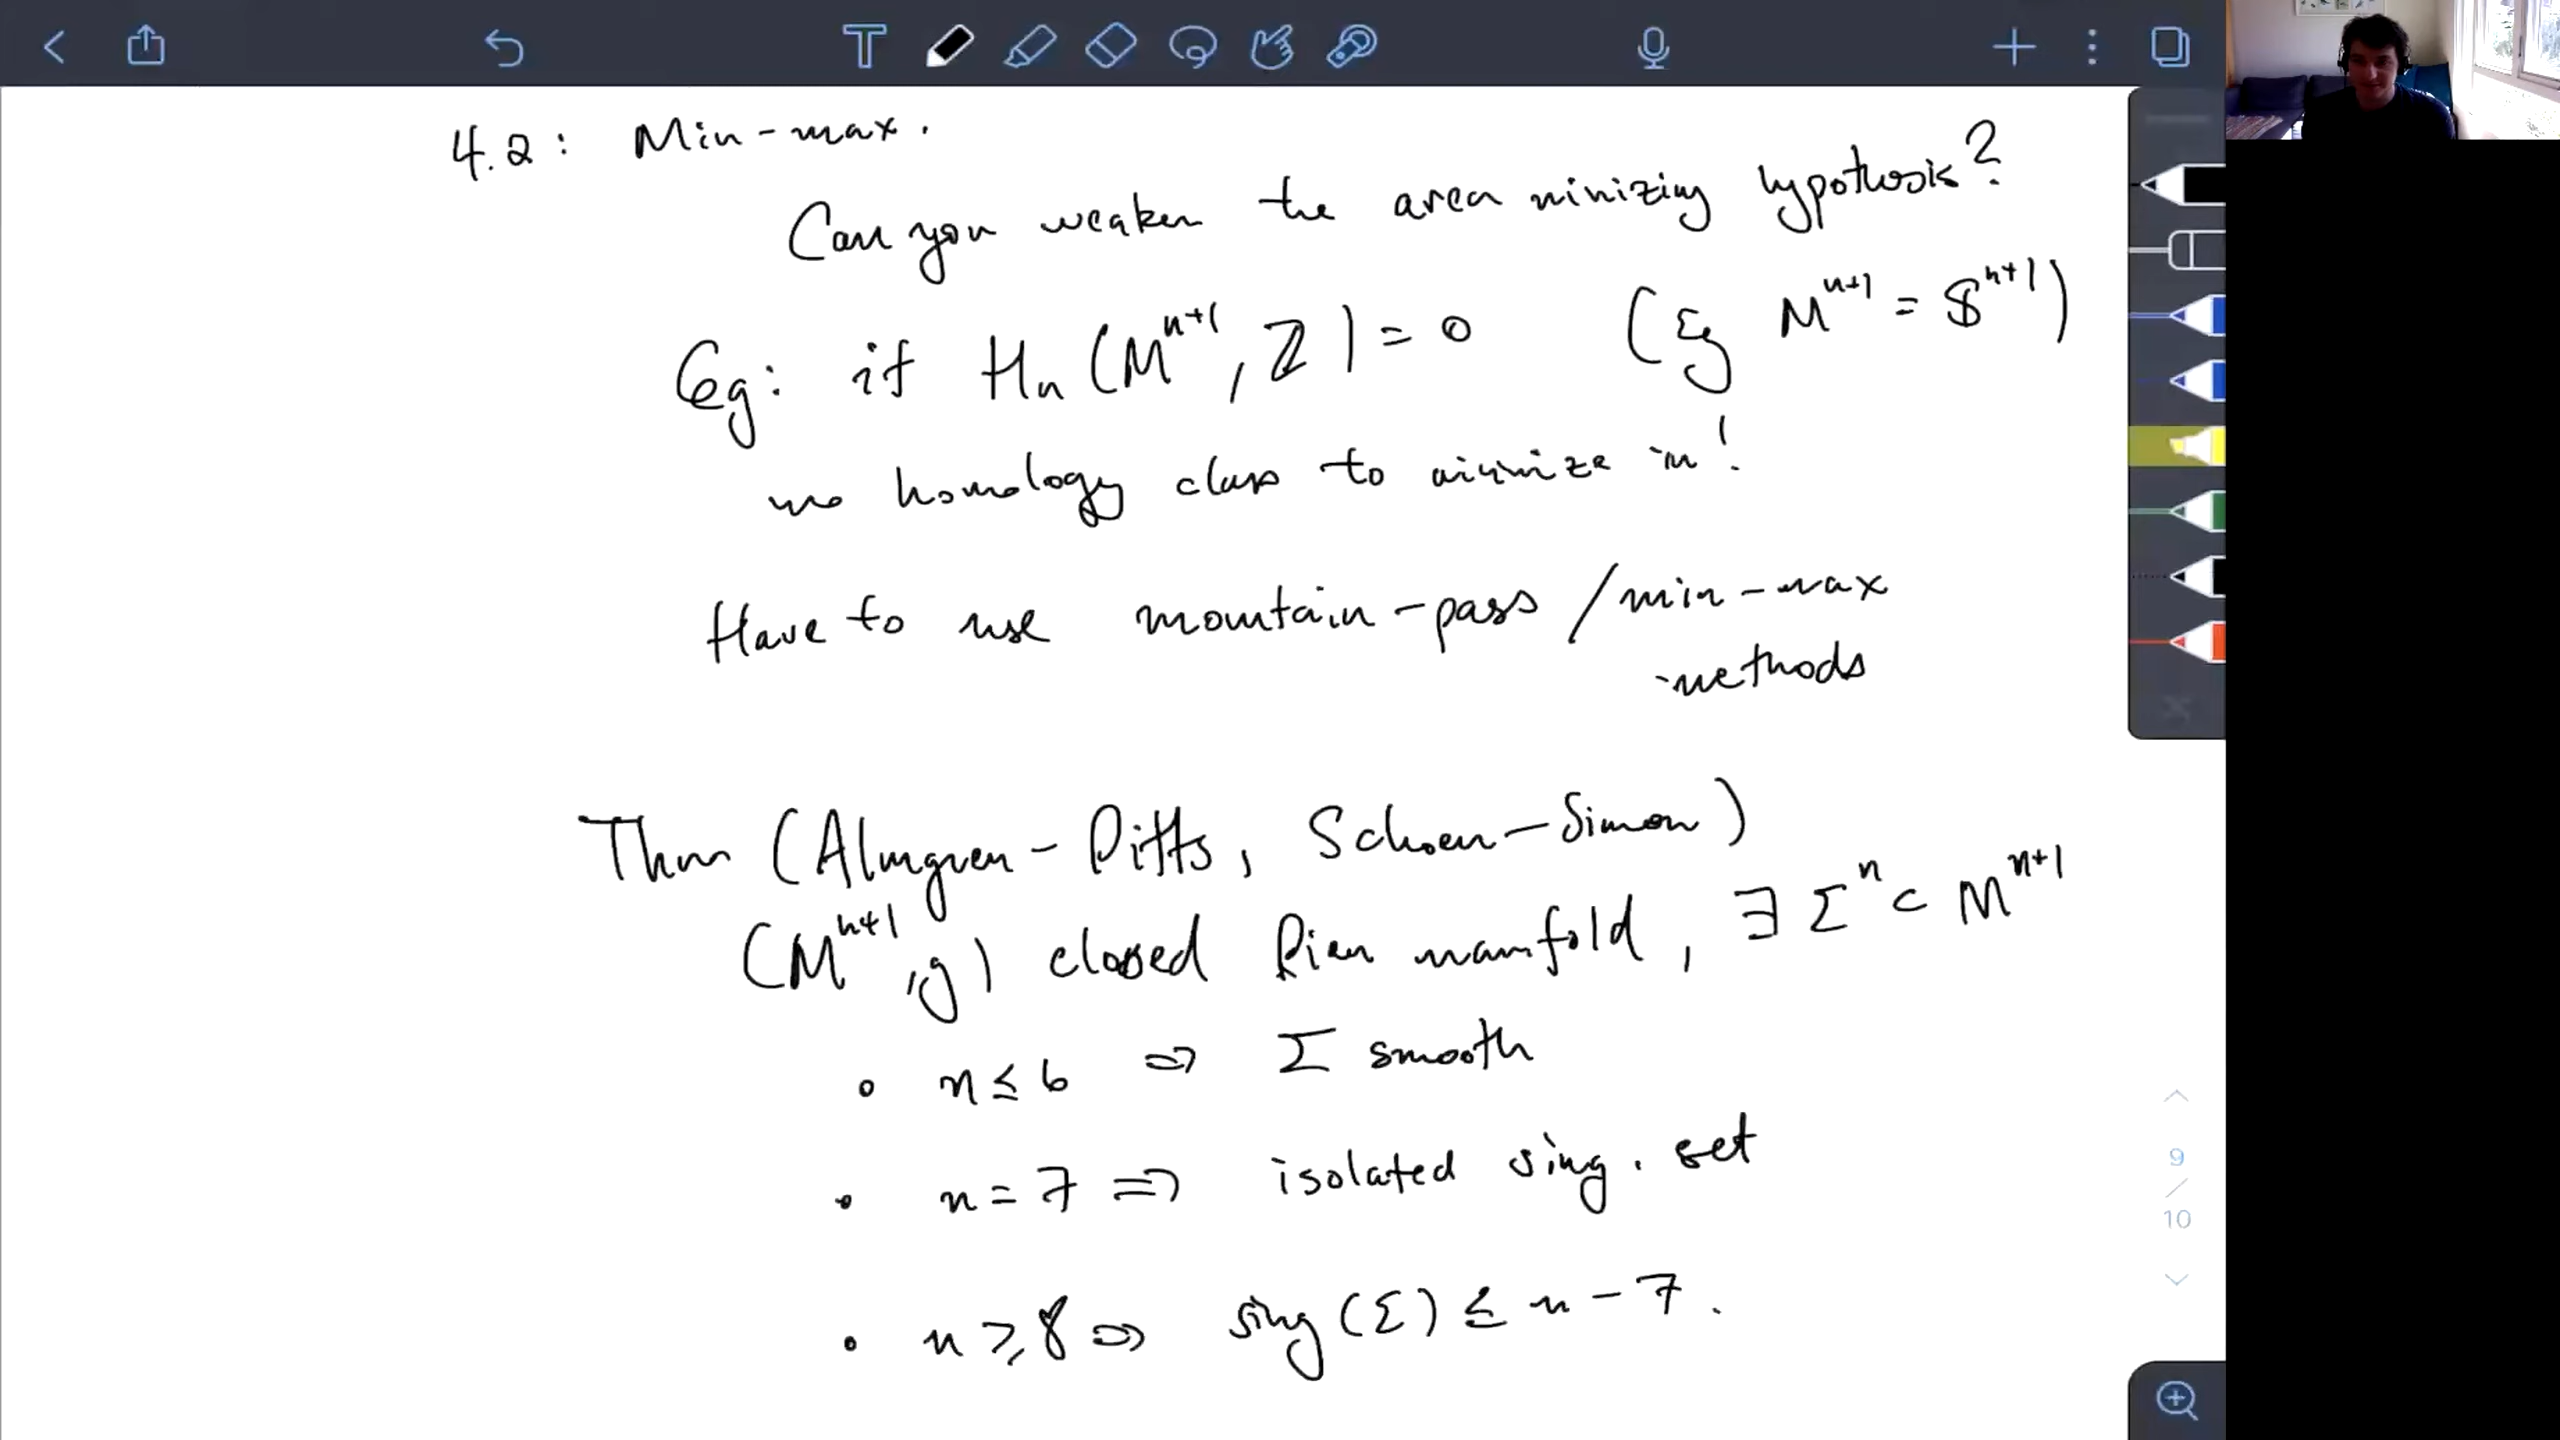 4.2: Min-max.
Can you weaken the area minizing hypothesis?
Eg: if Hn (M^{n+1}, ℤ) = 0 (Eg M^{n+1} = S^{n+1})
no homology class to minimize in!
Have to use mountain-pass / min-max
methods
Thm (Almgren-Pitts, Schoen-Simon)
(M^{n+1}, g) closed Riem manifold, ∃ Σ^n ⊂ M^{n+1}
• n ≤ 6 ⇒ Σ smooth
• n = 7 ⇒ isolated sing. set
• n ≥ 8 ⇒ sing (Σ) ≤ n - 7.
9
/
10